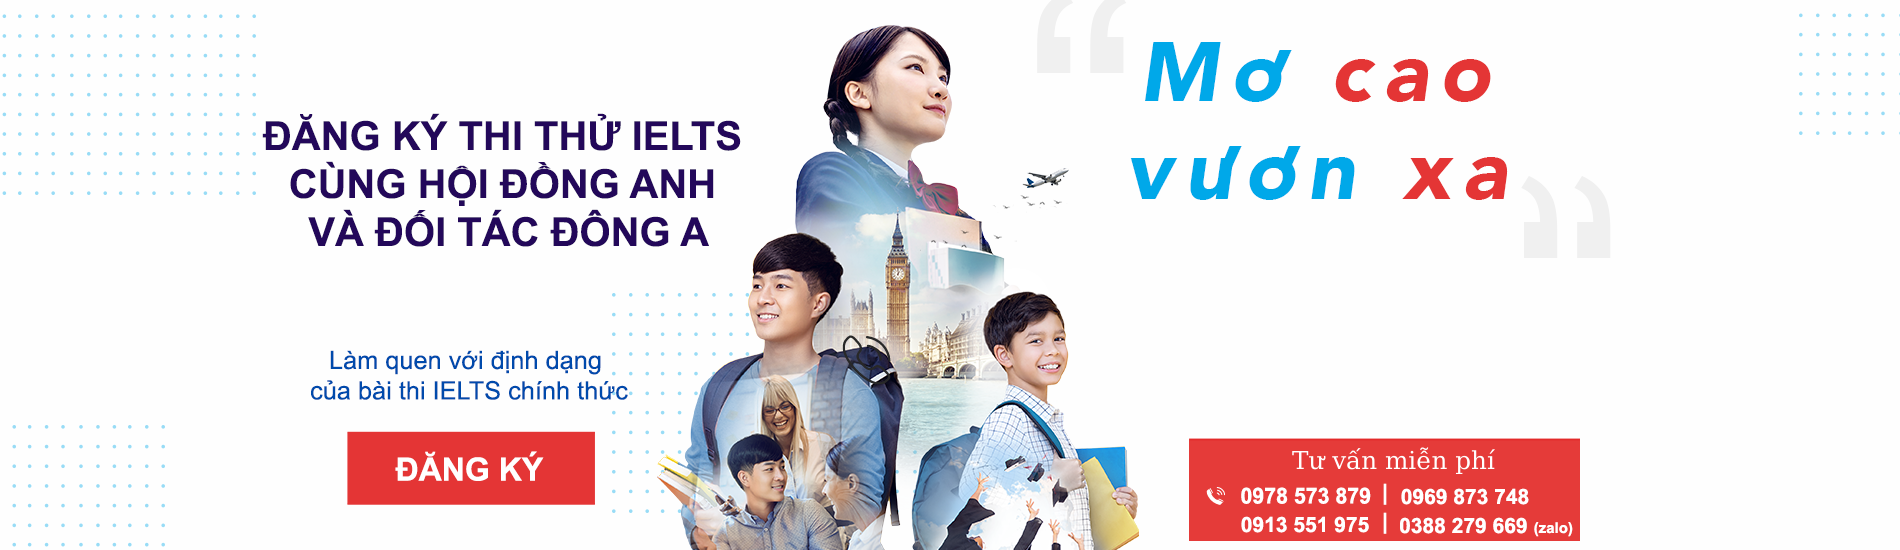 ĐĂNG KÝ THI THỬ IELTS
CÙNG HỘI ĐỒNG ANH
VÀ ĐỐI TÁC ĐÔNG A
Làm quen với định dạng
của bài thi IELTS chính thức
ĐĂNG KÝ
“Mơ cao
vươn xa”
Tư vấn miễn phí
0978 573 879 | 0969 873 748
0913 551 975 | 0388 279 669 (zalo)